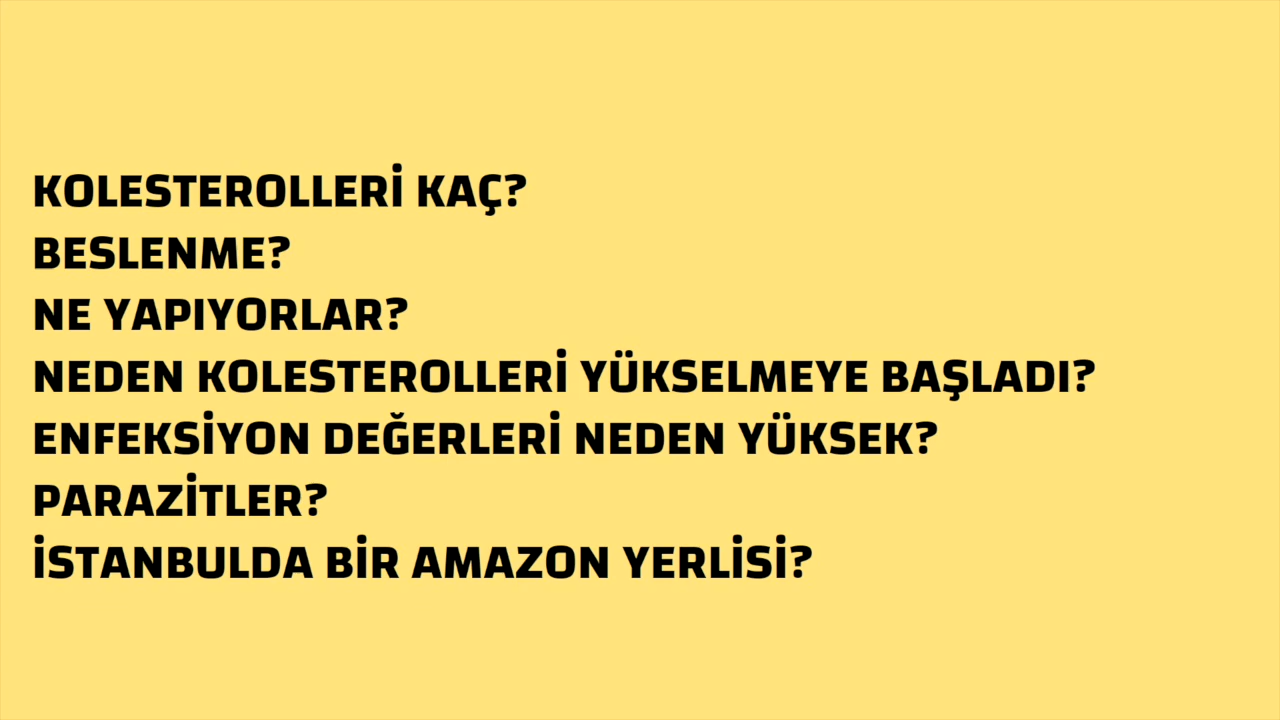 KOLESTEROLLERİ KAÇ?
BESLENME?
NE YAPIYORLAR?
NEDEN KOLESTEROLLERİ YÜKSELMEYE BAŞLADI?
ENFEKSİYON DEĞERLERİ NEDEN YÜKSEK?
PARAZİTLER?
İSTANBULDA BİR AMAZON YERLİSİ?